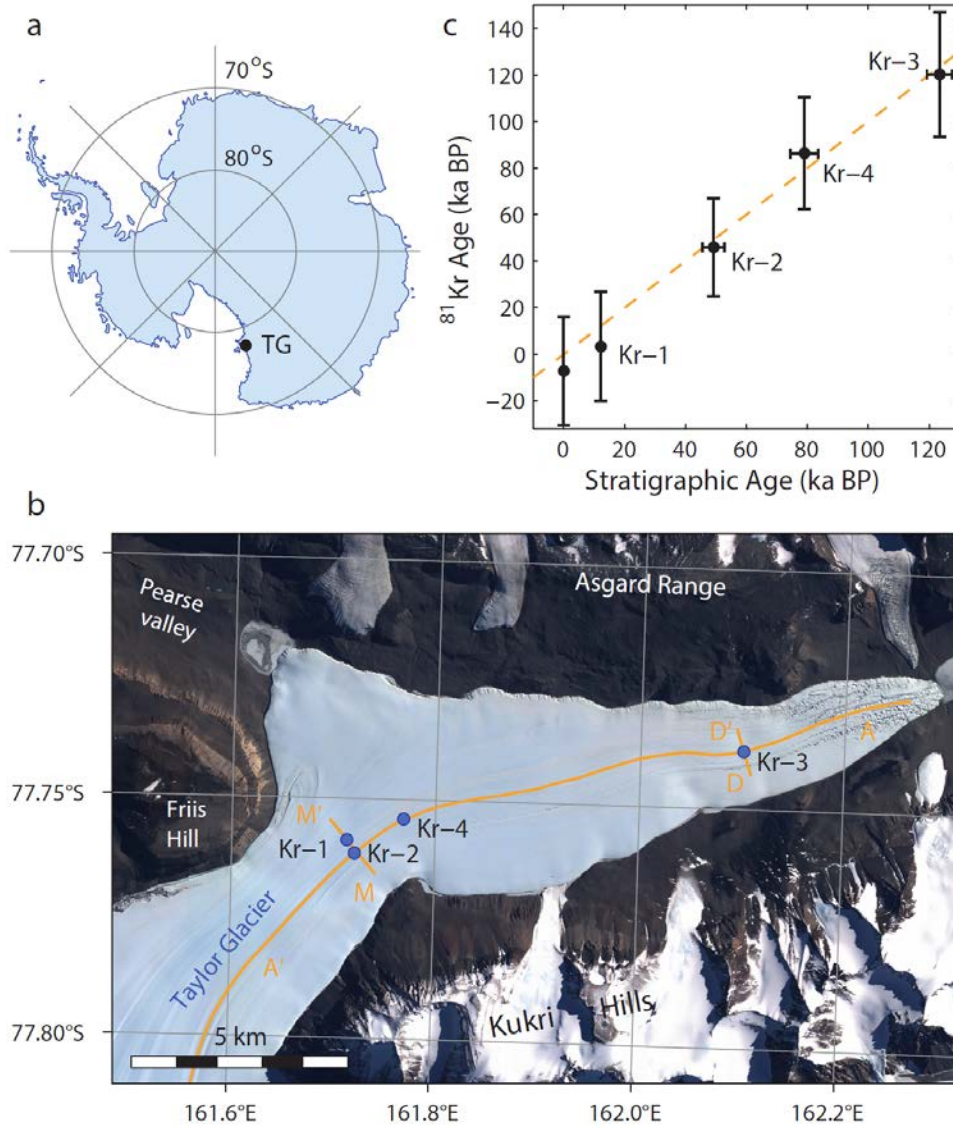 a
70°S
80°S
TG
c
140
120
100
80
60
40
20
0
−20
⁸¹Kr Age (ka BP)
Kr−3
Kr−4
Kr−2
Kr−1
0
20
40
60
80
100
120
Stratigraphic Age (ka BP)
b
77.70°S
77.75°S
77.80°S
Pearse
valley
Asgard Range
Friis
Hill
D'
A
Kr−3
D
M'
Kr−4
Kr−1
Kr−2
M
Taylor Glacier
A'
Kukri Hills
5 km
161.6°E
161.8°E
162.0°E
162.2°E